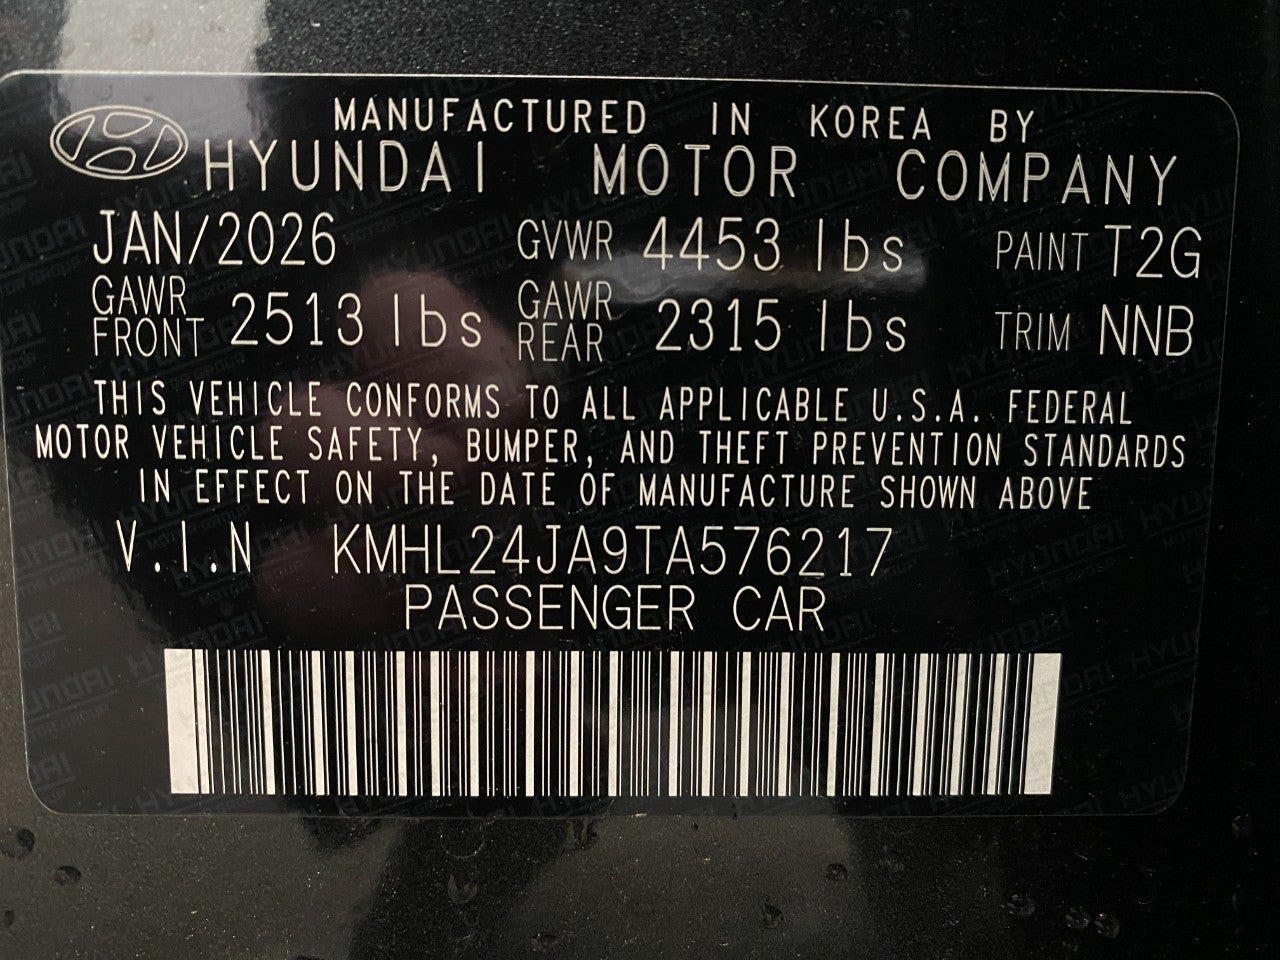 MANUFACTURED IN KOREA BY
HYUNDAI MOTOR COMPANY
JAN/2026 GVWR 4453 lbs PAINT T2G
GAWR FRONT 2513 lbs GAWR REAR 2315 lbs TRIM NNB
THIS VEHICLE CONFORMS TO ALL APPLICABLE U.S.A. FEDERAL
MOTOR VEHICLE SAFETY, BUMPER, AND THEFT PREVENTION STANDARDS
IN EFFECT ON THE DATE OF MANUFACTURE SHOWN ABOVE
V.I.N KMHL24JA9TA576217
PASSENGER CAR